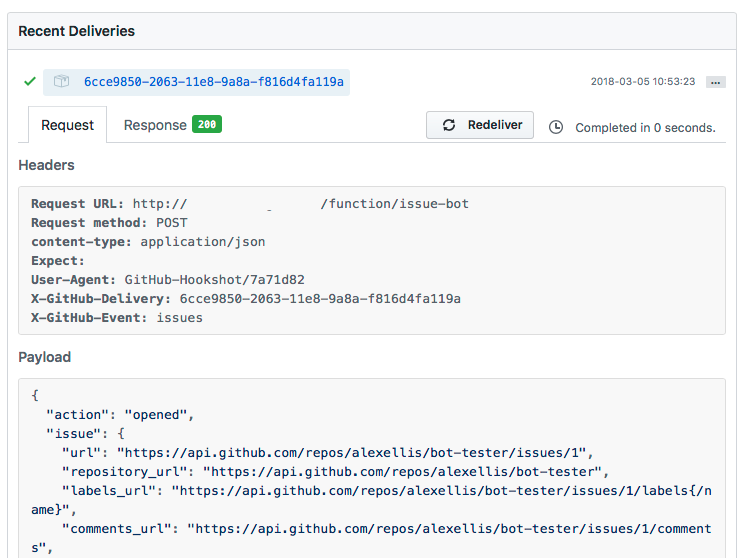 Recent Deliveries
6cce9850-2063-11e8-9a8a-f816d4fa119a 2018-03-05 10:53:23 ...
Request Response 200 Redeliver Completed in 0 seconds.
Headers
Request URL: http:// /function/issue-bot
Request method: POST
content-type: application/json
Expect:
User-Agent: GitHub-Hookshot/7a71d82
X-GitHub-Delivery: 6cce9850-2063-11e8-9a8a-f816d4fa119a
X-GitHub-Event: issues
Payload
{
"action": "opened",
"issue": {
"url": "https://api.github.com/repos/alexellis/bot-tester/issues/1",
"repository_url": "https://api.github.com/repos/alexellis/bot-tester",
"labels_url": "https://api.github.com/repos/alexellis/bot-tester/issues/1/labels{/n
ame}",
"comments_url": "https://api.github.com/repos/alexellis/bot-tester/issues/1/comment
s",